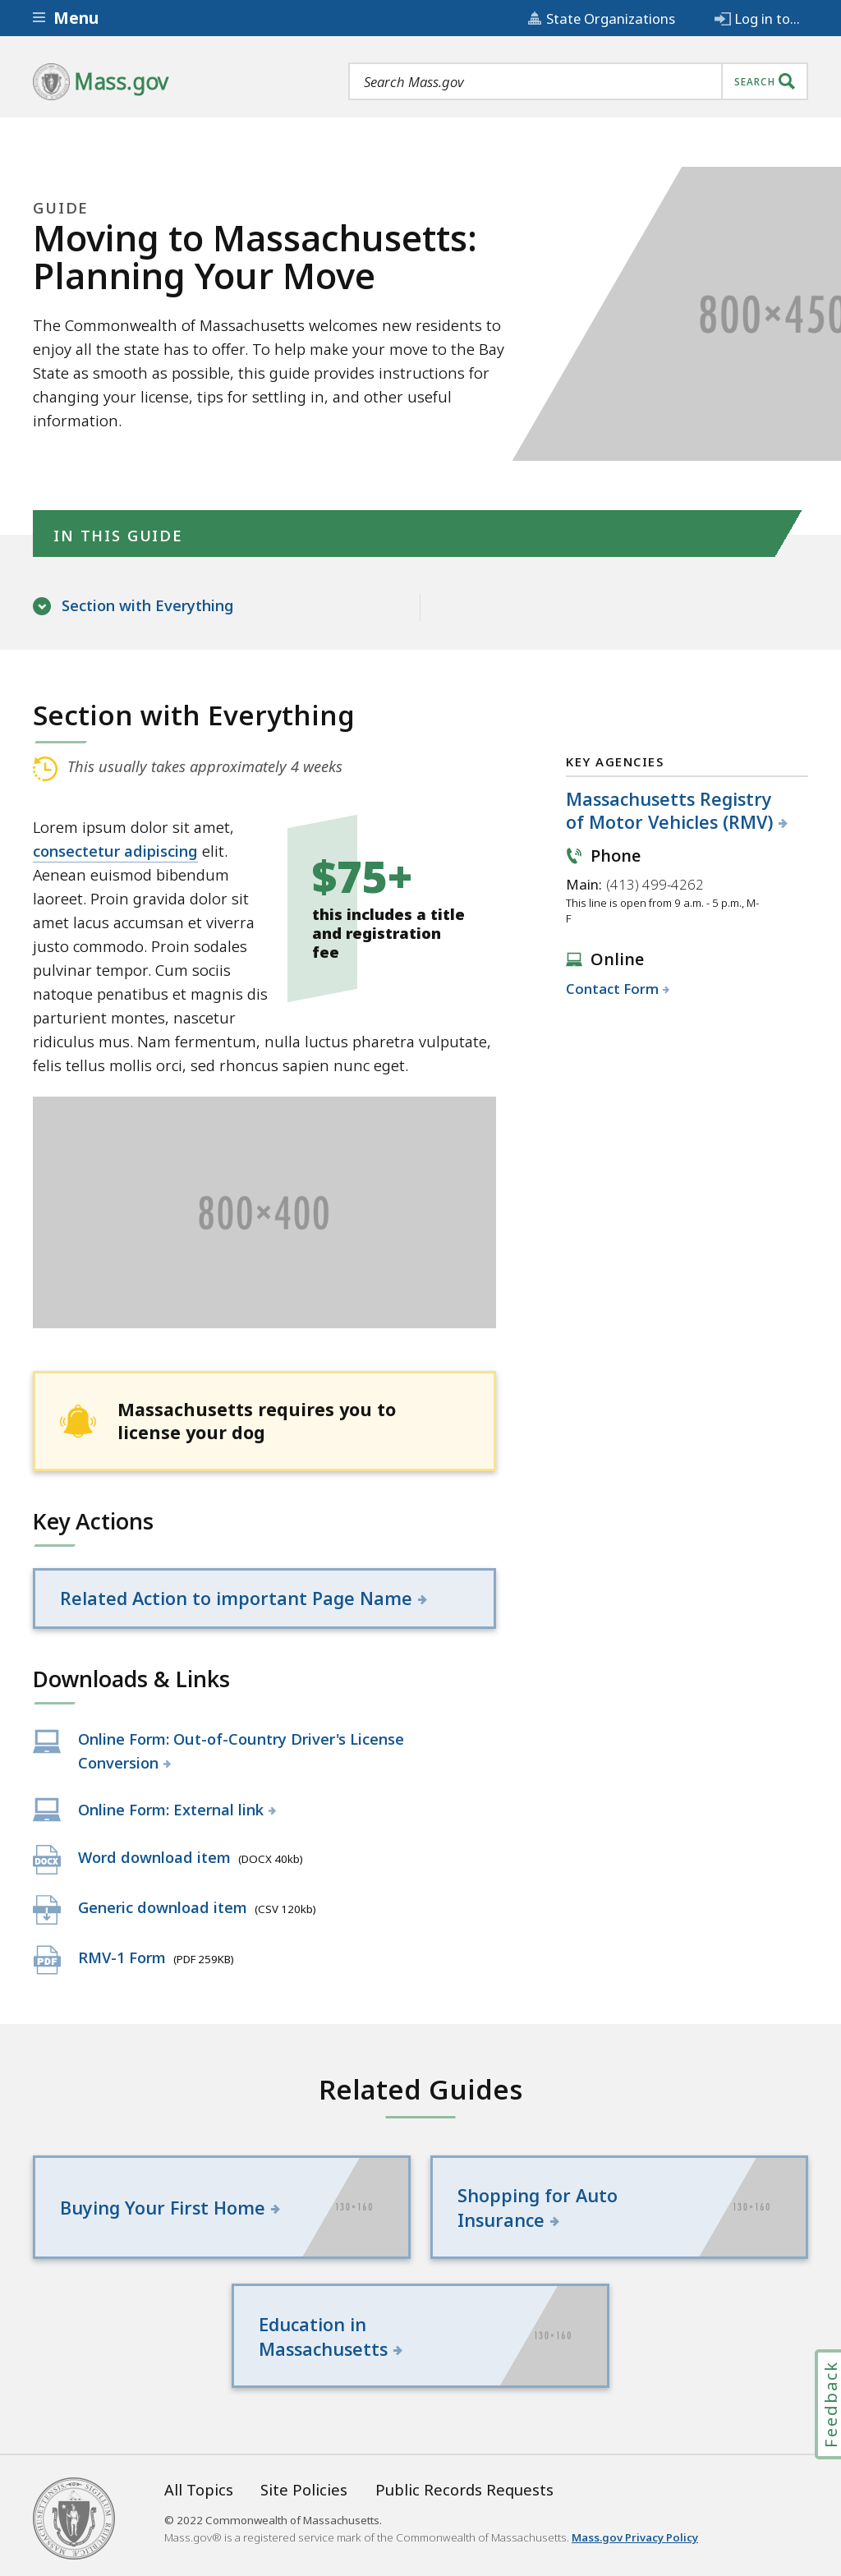 Menu
State Organizations
Log in to...
Mass.gov
Search Mass.gov
SEARCH
GUIDE
Moving to Massachusetts:
Planning Your Move
The Commonwealth of Massachusetts welcomes new residents to
enjoy all the state has to offer. To help make your move to the Bay
State as smooth as possible, this guide provides instructions for
changing your license, tips for settling in, and other useful
information.
800×450
IN THIS GUIDE
Section with Everything
Section with Everything
This usually takes approximately 4 weeks
Lorem ipsum dolor sit amet,
consectetur adipiscing elit.
Aenean euismod bibendum
laoreet. Proin gravida dolor sit
amet lacus accumsan et viverra
justo commodo. Proin sodales
pulvinar tempor. Cum sociis
natoque penatibus et magnis dis
parturient montes, nascetur
ridiculus mus. Nam fermentum, nulla luctus pharetra vulputate,
felis tellus mollis orci, sed rhoncus sapien nunc eget.
$75+
this includes a title
and registration
fee
800×400
Massachusetts requires you to
license your dog
Key Actions
Related Action to important Page Name
Downloads & Links
Online Form: Out-of-Country Driver's License
Conversion
Online Form: External link
DOCX
Word download item (DOCX 40kb)
Generic download item (CSV 120kb)
PDF
RMV-1 Form (PDF 259KB)
KEY AGENCIES
Massachusetts Registry
of Motor Vehicles (RMV)
Phone
Main: (413) 499-4262
This line is open from 9 a.m. - 5 p.m., M-
F
Online
Contact Form
Related Guides
Buying Your First Home
130×160
Shopping for Auto
Insurance
130×160
Education in
Massachusetts
130×160
Feedback
All Topics
Site Policies
Public Records Requests
© 2022 Commonwealth of Massachusetts.
Mass.gov® is a registered service mark of the Commonwealth of Massachusetts. Mass.gov Privacy Policy